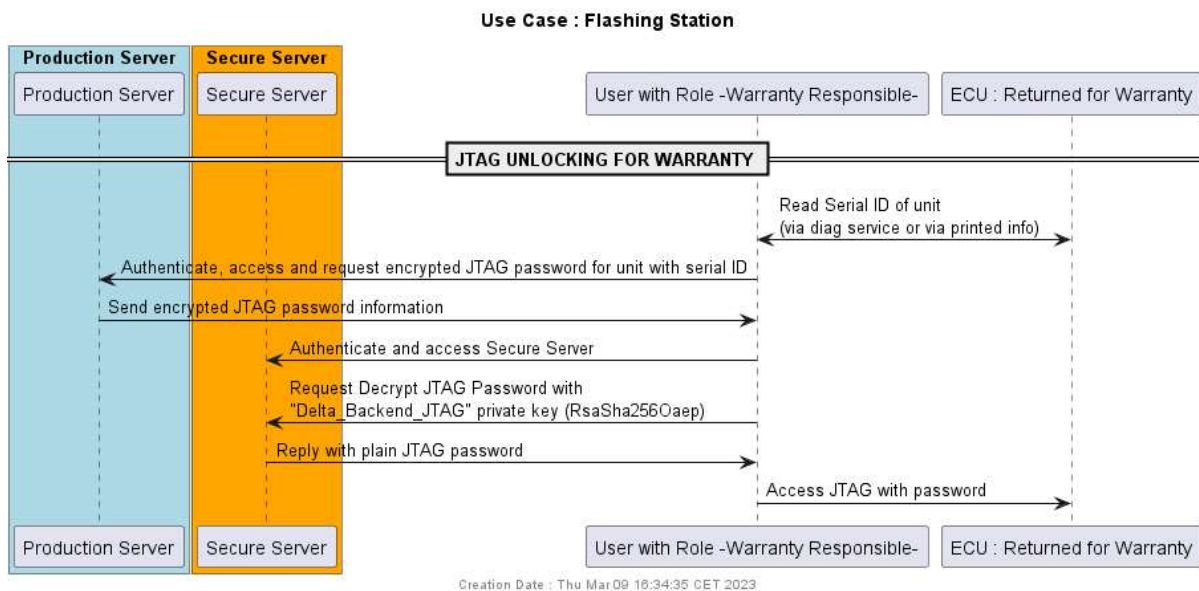 Use Case : Flashing Station
Production Server
Secure Server
Production Server
Secure Server
User with Role -Warranty Responsible-
ECU : Returned for Warranty
JTAG UNLOCKING FOR WARRANTY
Read Serial ID of unit
(via diag service or via printed info)
Authenticate, access and request encrypted JTAG password for unit with serial ID
Send encrypted JTAG password information
Authenticate and access Secure Server
Request Decrypt JTAG Password with
"Delta_Backend_JTAG" private key (RsaSha256Oaep)
Reply with plain JTAG password
Access JTAG with password
Production Server
Secure Server
User with Role -Warranty Responsible-
ECU : Returned for Warranty
Creation Date : Thu Mar 09 16:34:35 CET 2023